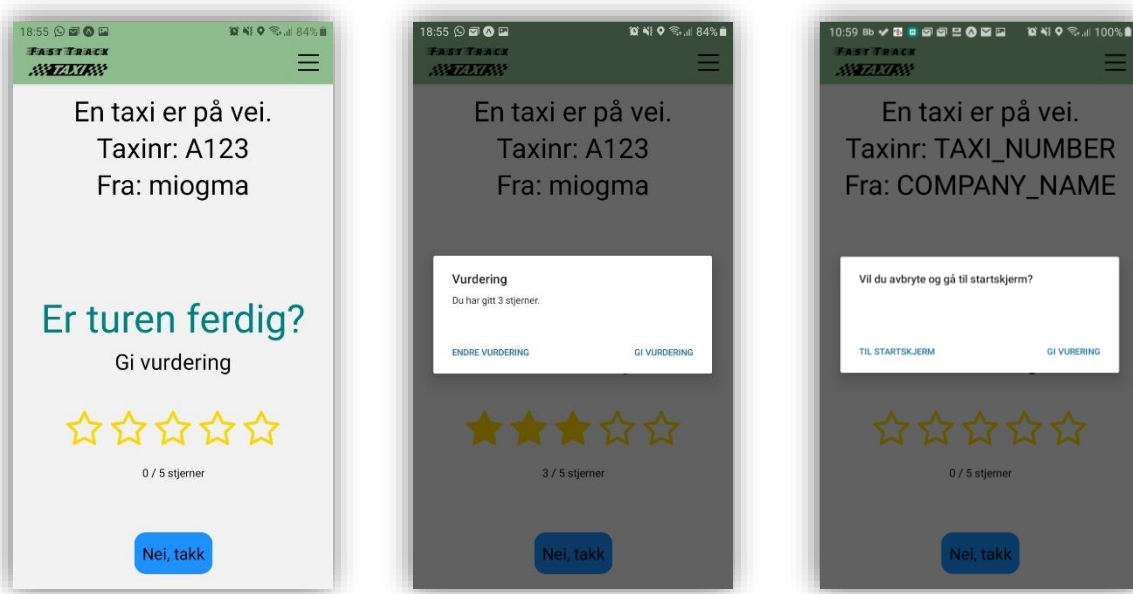 18:55 84%
FAST TRACK
TAXI
En taxi er på vei.
Taxinr: A123
Fra: miogma
Er turen ferdig?
Gi vurdering
0 / 5 stjerner
Nei, takk
18:55 84%
FAST TRACK
TAXI
En taxi er på vei.
Taxinr: A123
Fra: miogma
Vurdering
Du har gitt 3 stjerner.
ENDRE VURDERING GI VURDERING
3 / 5 stjerner
Nei, takk
10:59 Bb 100%
FAST TRACK
TAXI
En taxi er på vei.
Taxinr: TAXI_NUMBER
Fra: COMPANY_NAME
Vil du avbryte og gå til startskjerm?
TIL STARTSKJERM GI VURERING
0 / 5 stjerner
Nei, takk